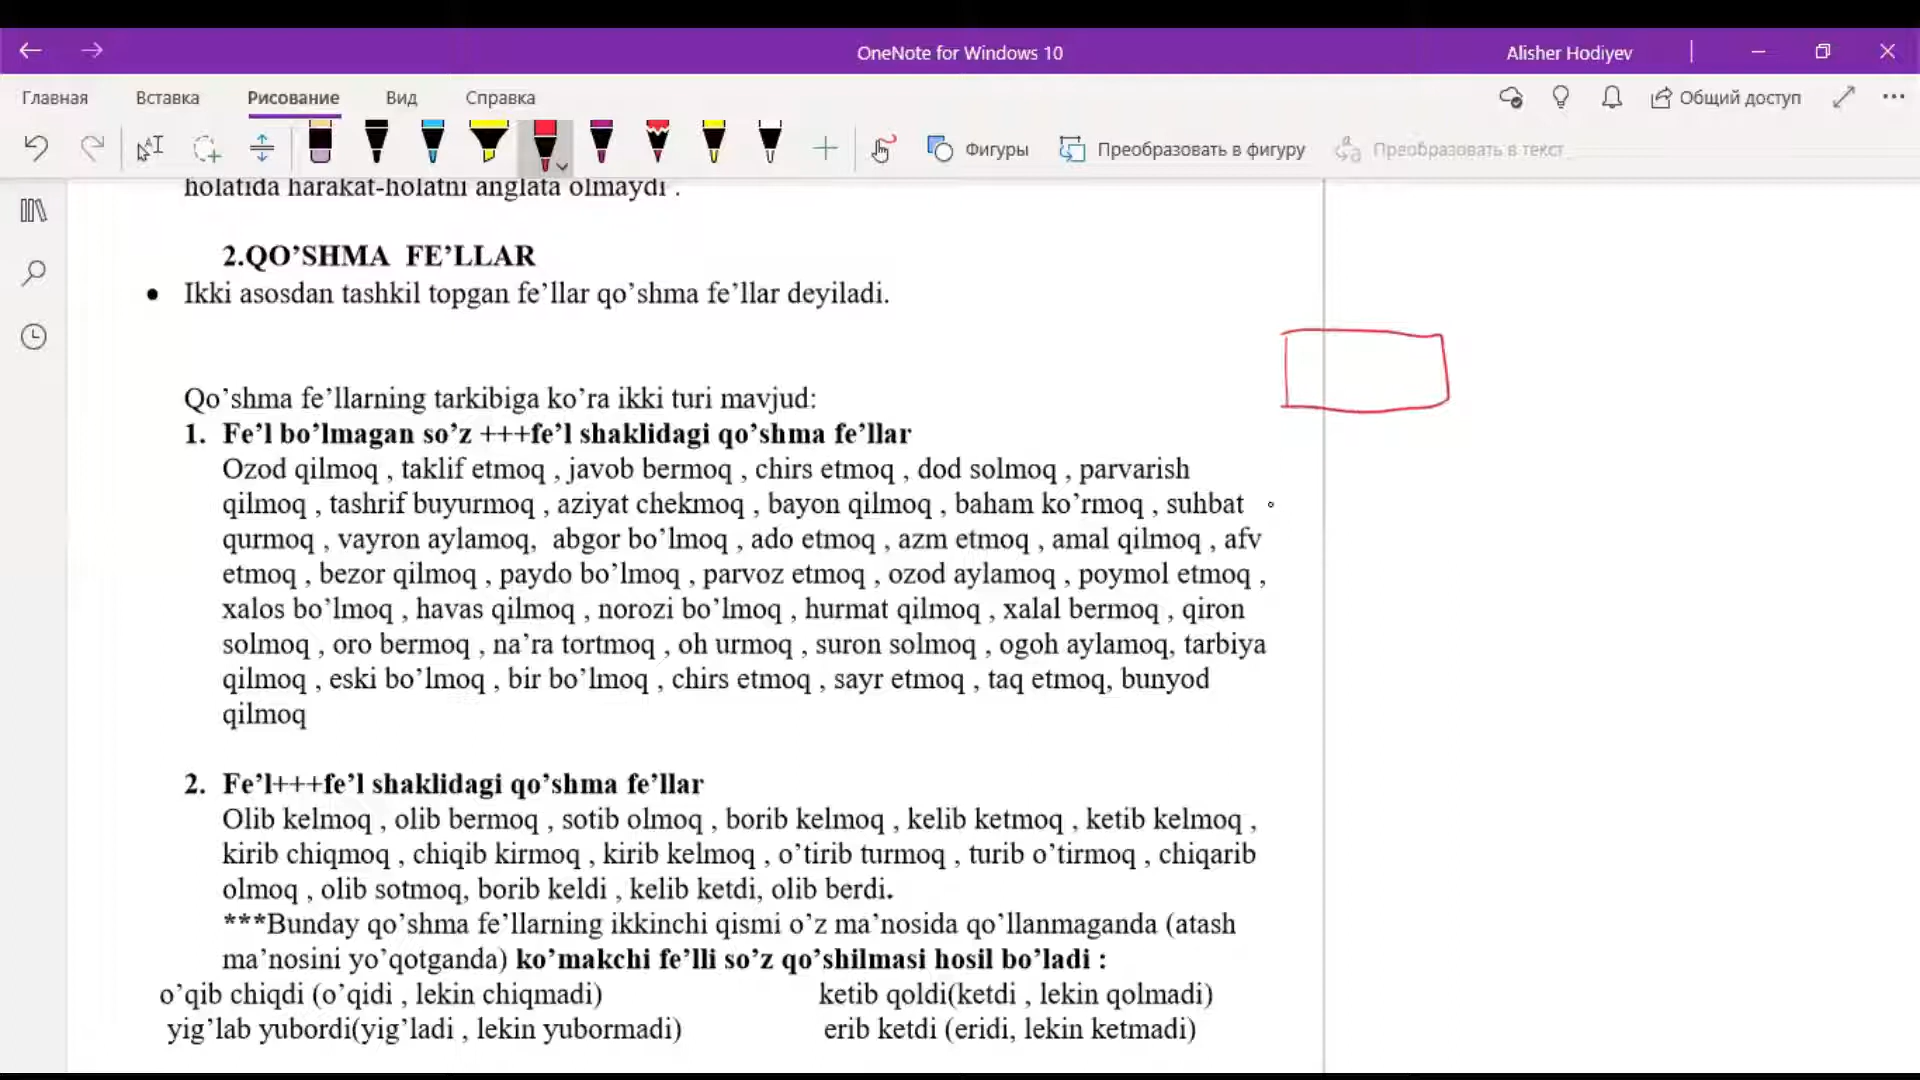 OneNote for Windows 10
Alisher Hodiyev
Главная Вставка Рисование Вид Справка
Общий доступ
Фигуры Преобразовать в фигуру Преобразовать в текст
holatida harakat-holatni anglata olmaydi .
2.QO’SHMA FE’LLAR
• Ikki asosdan tashkil topgan fe’llar qo’shma fe’llar deyiladi.
Qo’shma fe’llarning tarkibiga ko’ra ikki turi mavjud:
1. Fe’l bo’lmagan so’z +++fe’l shaklidagi qo’shma fe’llar
Ozod qilmoq , taklif etmoq , javob bermoq , chirs etmoq , dod solmoq , parvarish
qilmoq , tashrif buyurmoq , aziyat chekmoq , bayon qilmoq , baham ko’rmoq , suhbat
qurmoq , vayron aylamoq, abgor bo’lmoq , ado etmoq , azm etmoq , amal qilmoq , afv
etmoq , bezor qilmoq , paydo bo’lmoq , parvoz etmoq , ozod aylamoq , poymol etmoq ,
xalos bo’lmoq , havas qilmoq , norozi bo’lmoq , hurmat qilmoq , xalal bermoq , qiron
solmoq , oro bermoq , na’ra tortmoq , oh urmoq , suron solmoq , ogoh aylamoq, tarbiya
qilmoq , eski bo’lmoq , bir bo’lmoq , chirs etmoq , sayr etmoq , taq etmoq, bunyod
qilmoq
2. Fe’l+++fe’l shaklidagi qo’shma fe’llar
Olib kelmoq , olib bermoq , sotib olmoq , borib kelmoq , kelib ketmoq , ketib kelmoq ,
kirib chiqmoq , chiqib kirmoq , kirib kelmoq , o’tirib turmoq , turib o’tirmoq , chiqarib
olmoq , olib sotmoq, borib keldi , kelib ketdi, olib berdi.
***Bunday qo’shma fe’llarning ikkinchi qismi o’z ma’nosida qo’llanmaganda (atash
ma’nosini yo’qotganda) ko’makchi fe’lli so’z qo’shilmasi hosil bo’ladi :
o’qib chiqdi (o’qidi , lekin chiqmadi) ketib qoldi(ketdi , lekin qolmadi)
yig’lab yubordi(yig’ladi , lekin yubormadi) erib ketdi (eridi, lekin ketmadi)